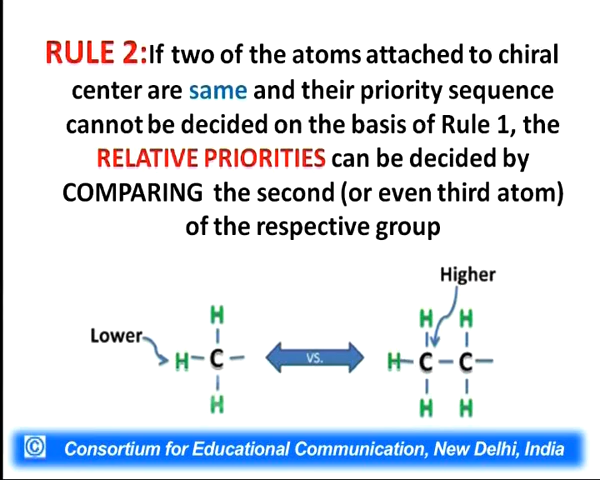 RULE 2:If two of the atoms attached to chiral
center are same and their priority sequence
cannot be decided on the basis of Rule 1, the
RELATIVE PRIORITIES can be decided by
COMPARING the second (or even third atom)
of the respective group
Higher
Lower
H
H H
H-C-
VS.
H-C-C-
H
H H
© Consortium for Educational Communication, New Delhi, India